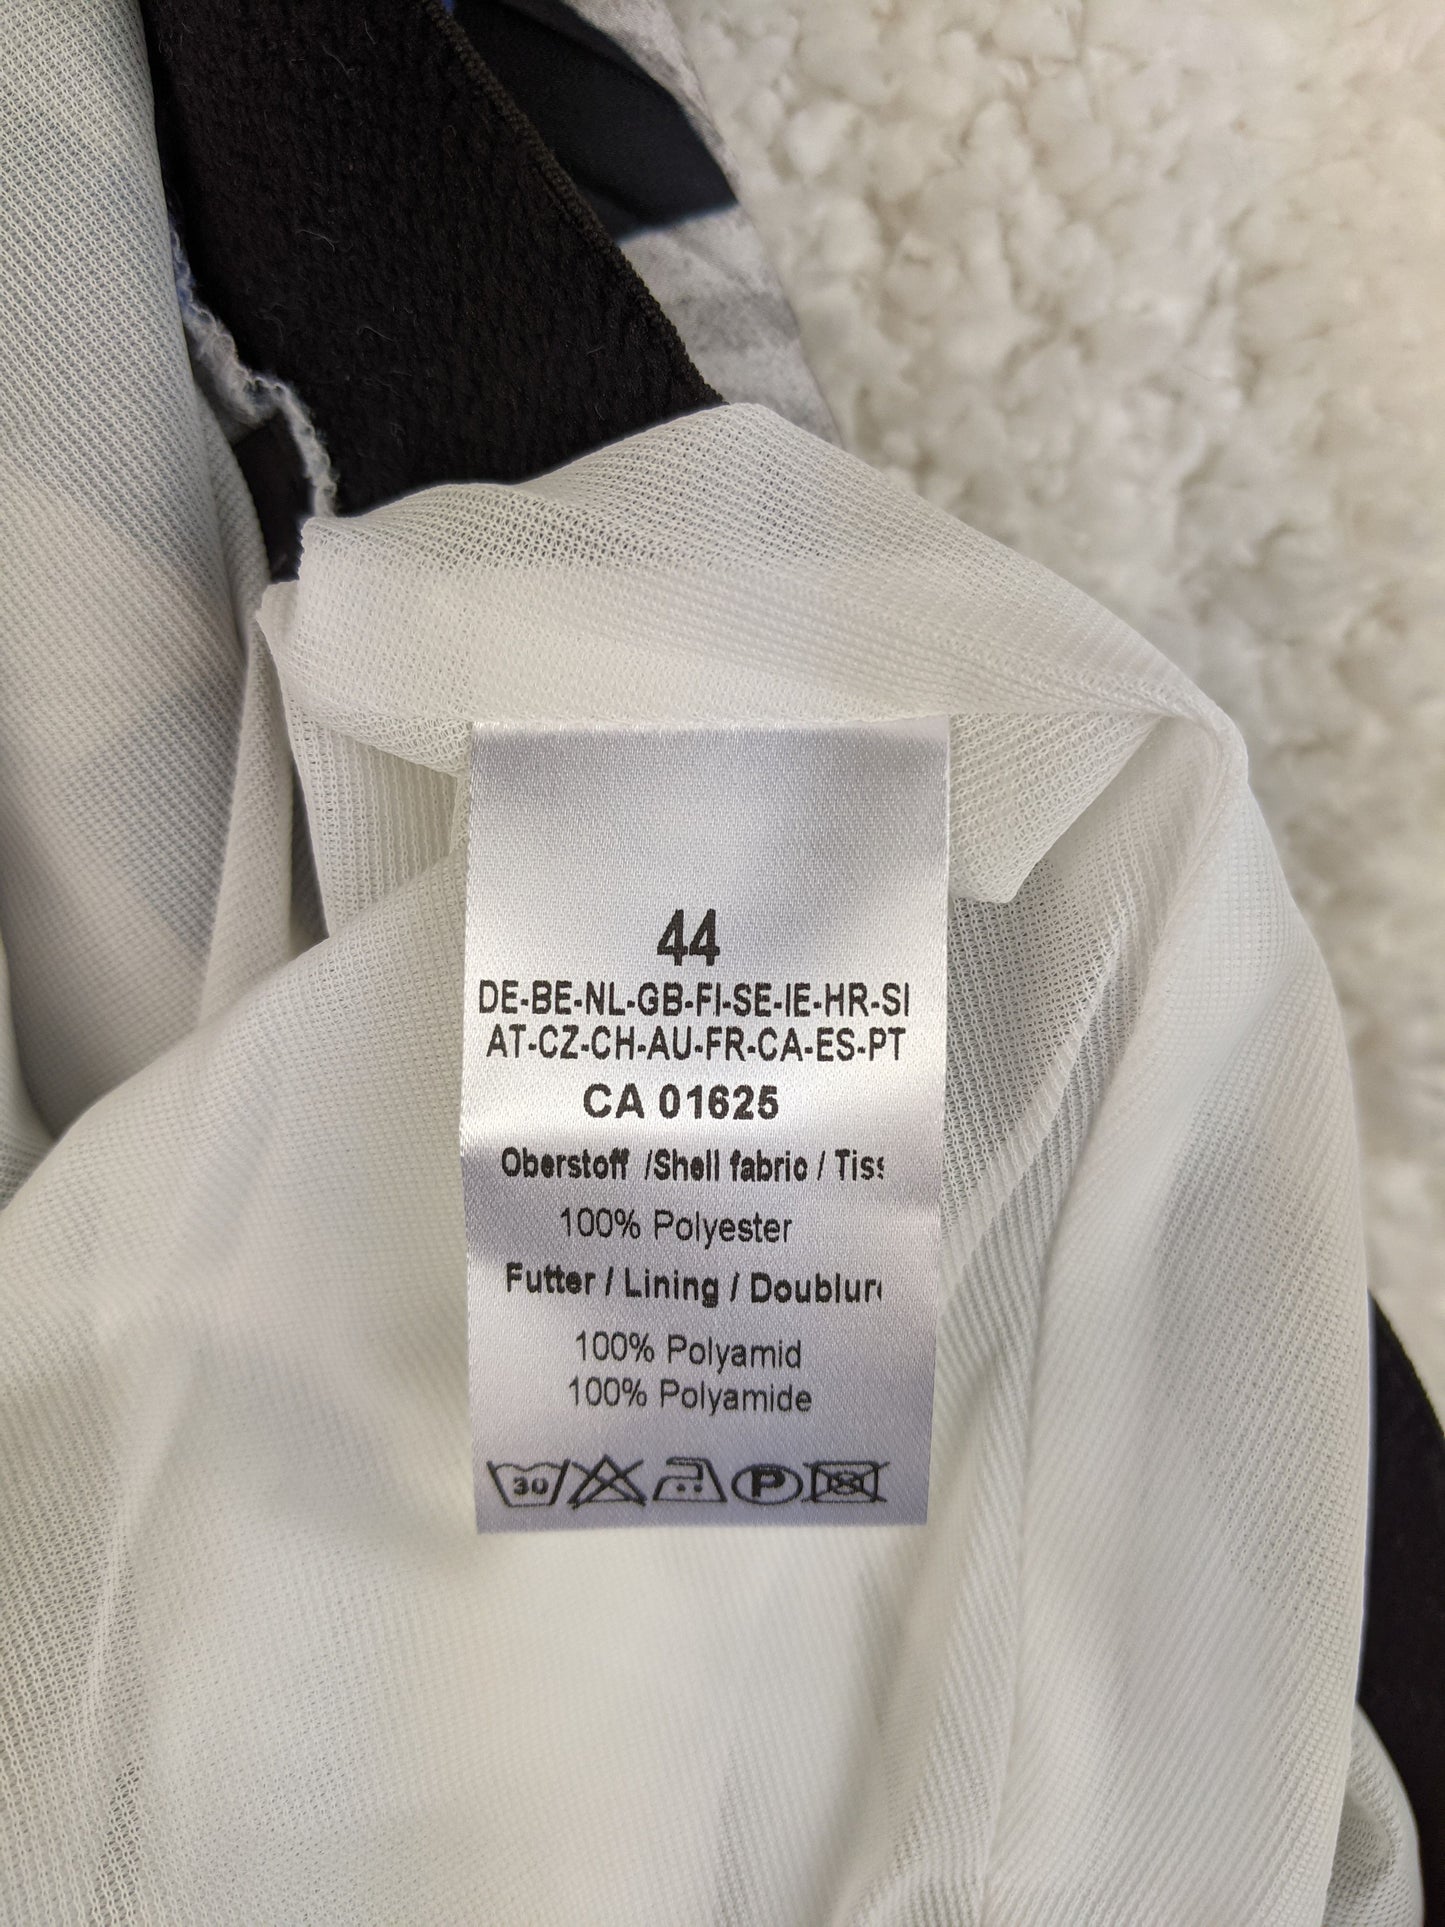 44
DE-BE-NL-GB-FI-SE-IE-HR-SI
AT-CZ-CH-AU-FR-CA-ES-PT
CA 01625
Oberstoff /Shell fabric / Tiss
100% Polyester
Futter / Lining / Doublure
100% Polyamid
100% Polyamide
30 P